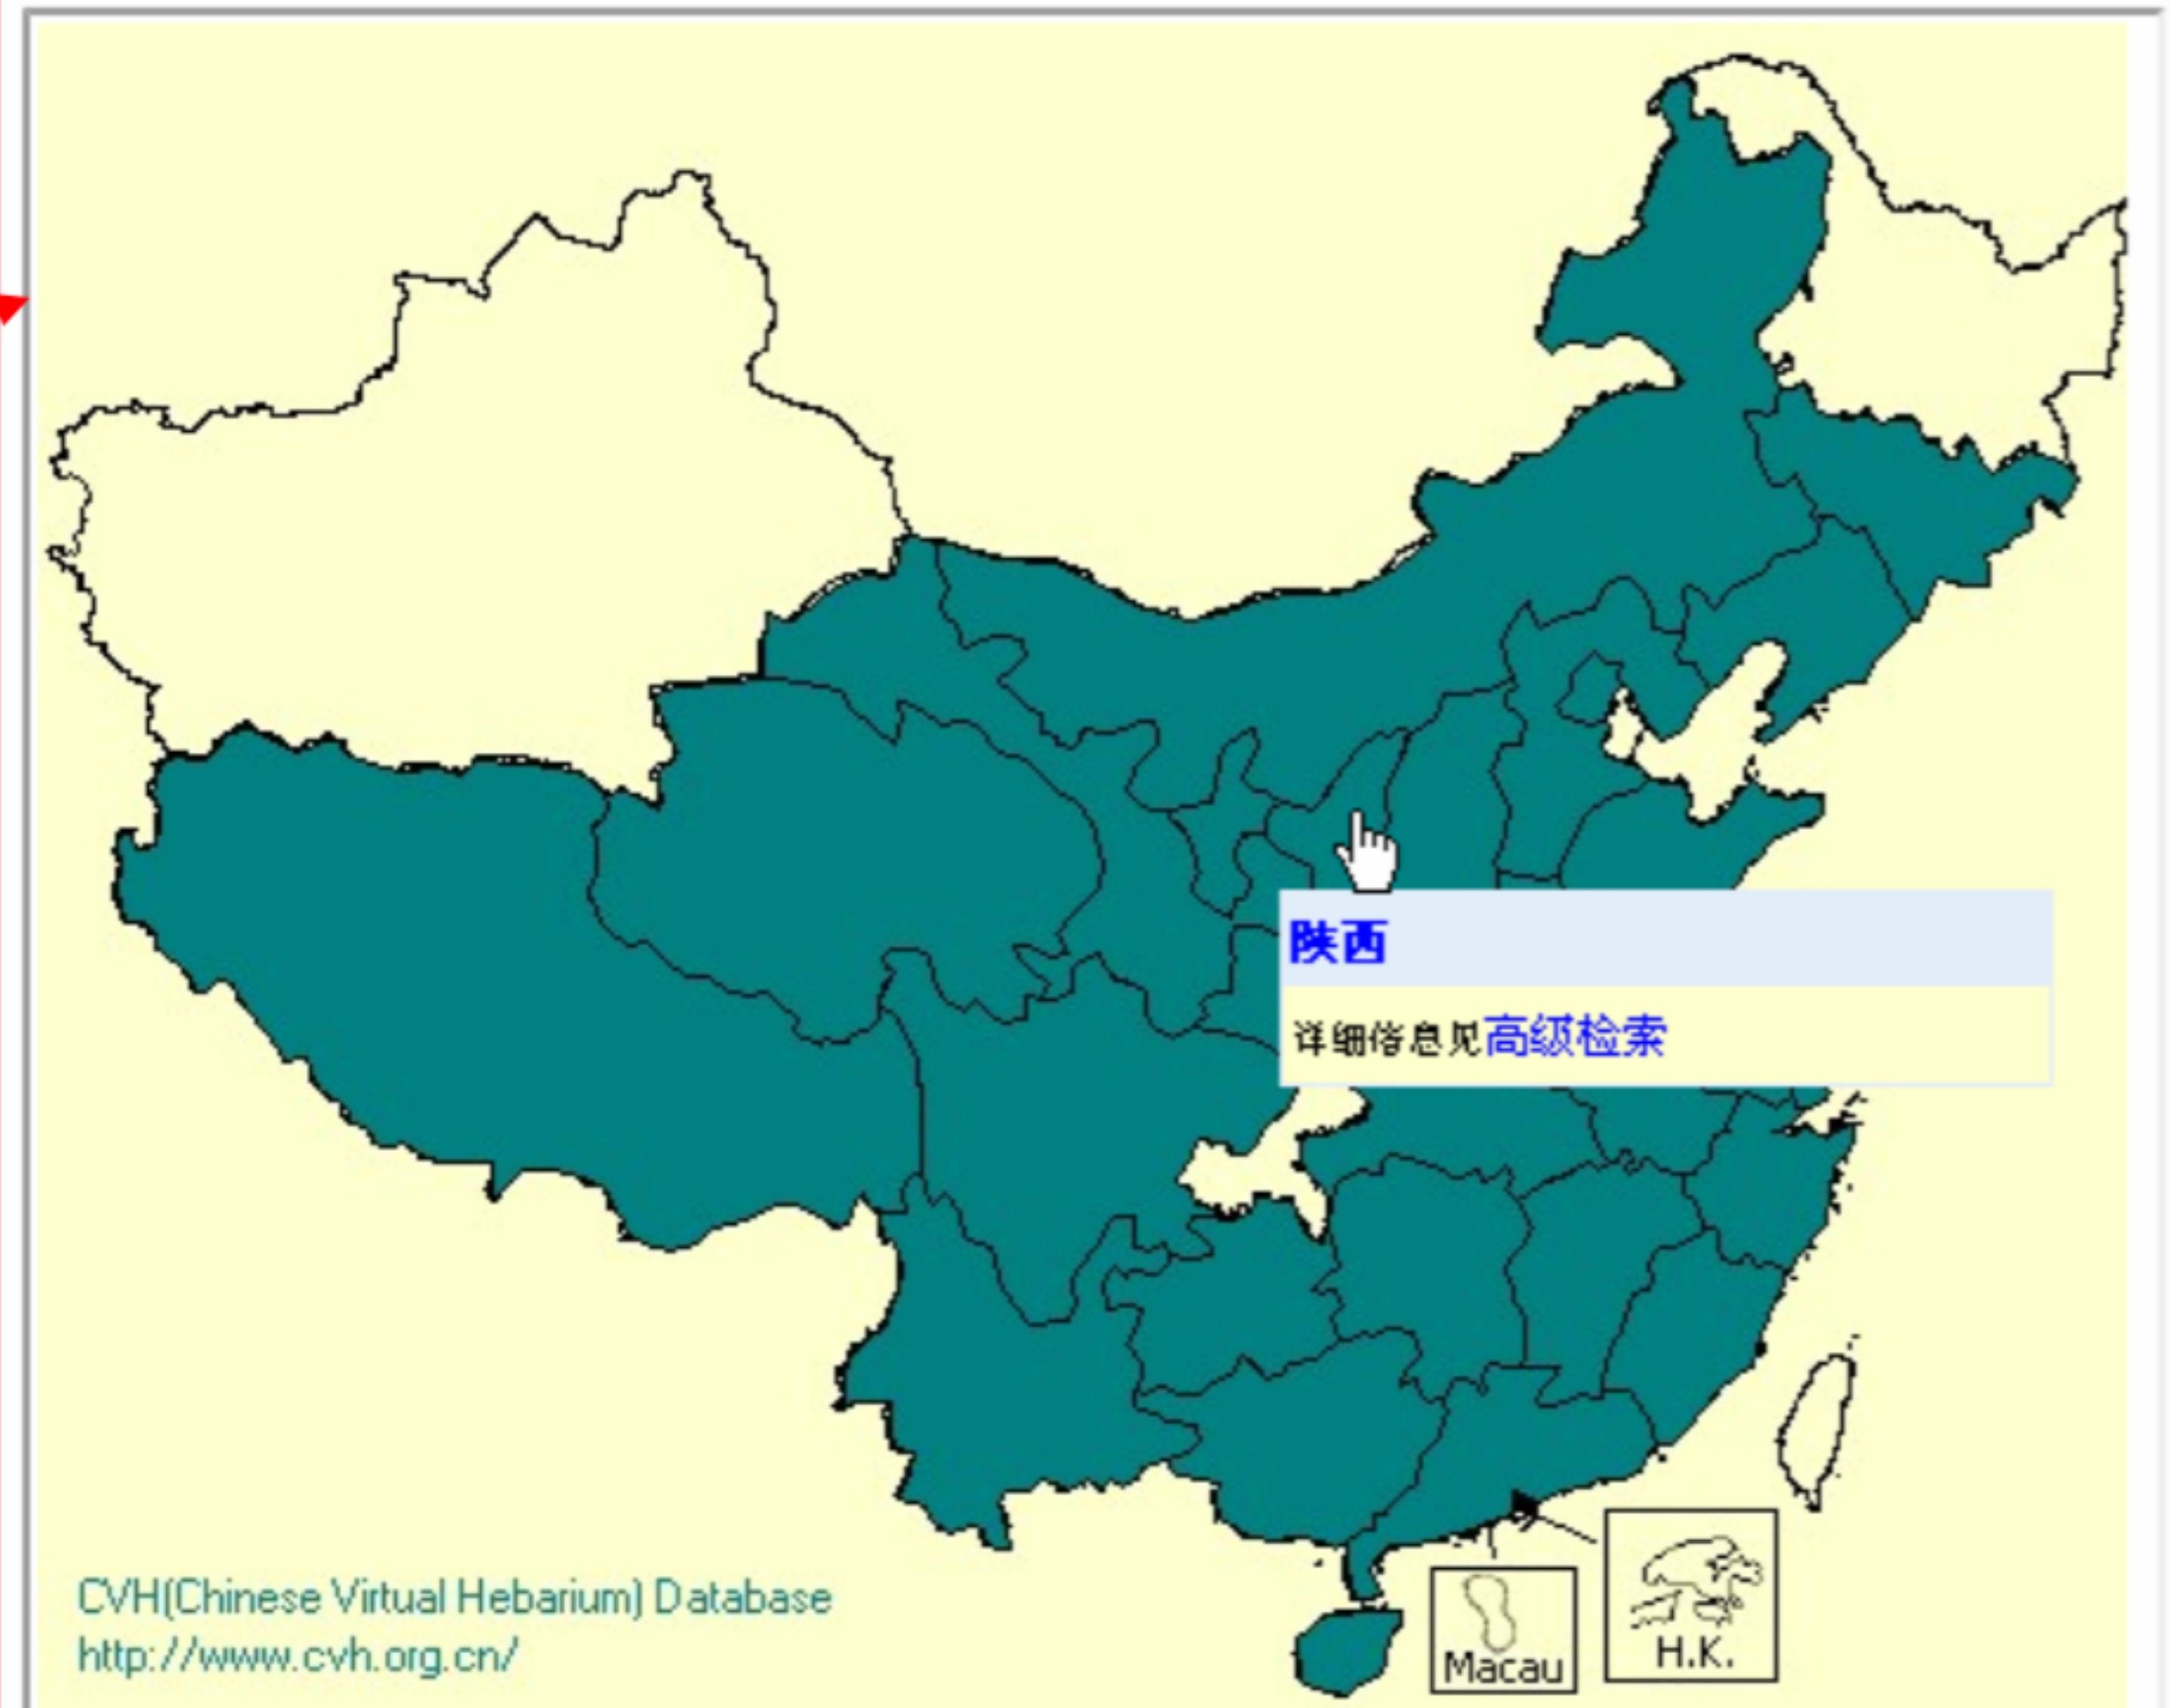 陕西
详细信息见高级检索
CVH(Chinese Virtual Hebarium) Database
http://www.cvh.org.cn/
Macau
H.K.